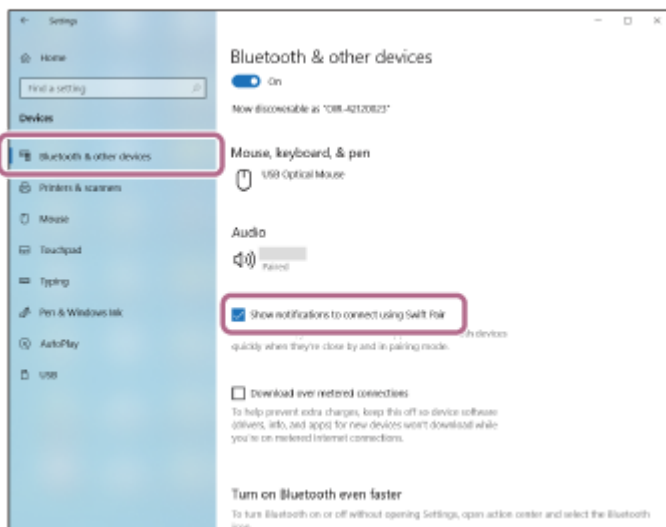 Settings
Home
Find a setting
Devices
Bluetooth & other devices
Printers & scanners
Mouse
Touchpad
Typing
Pen & Windows Ink
AutoPlay
USB
Bluetooth & other devices
On
Now discoverable as
Mouse, keyboard, & pen
USB Optical Mouse
Audio
Paired
Show notifications to connect using Swift Pair
devices
quickly when they're close by and in pairing mode.
Download over metered connections
To help prevent extra charges, keep this off so device software
(drivers, info, and apps) for new devices won't download while
you're on metered Internet connections.
Turn on Bluetooth even faster
To turn Bluetooth on or off without opening Settings, open action center and select the Bluetooth